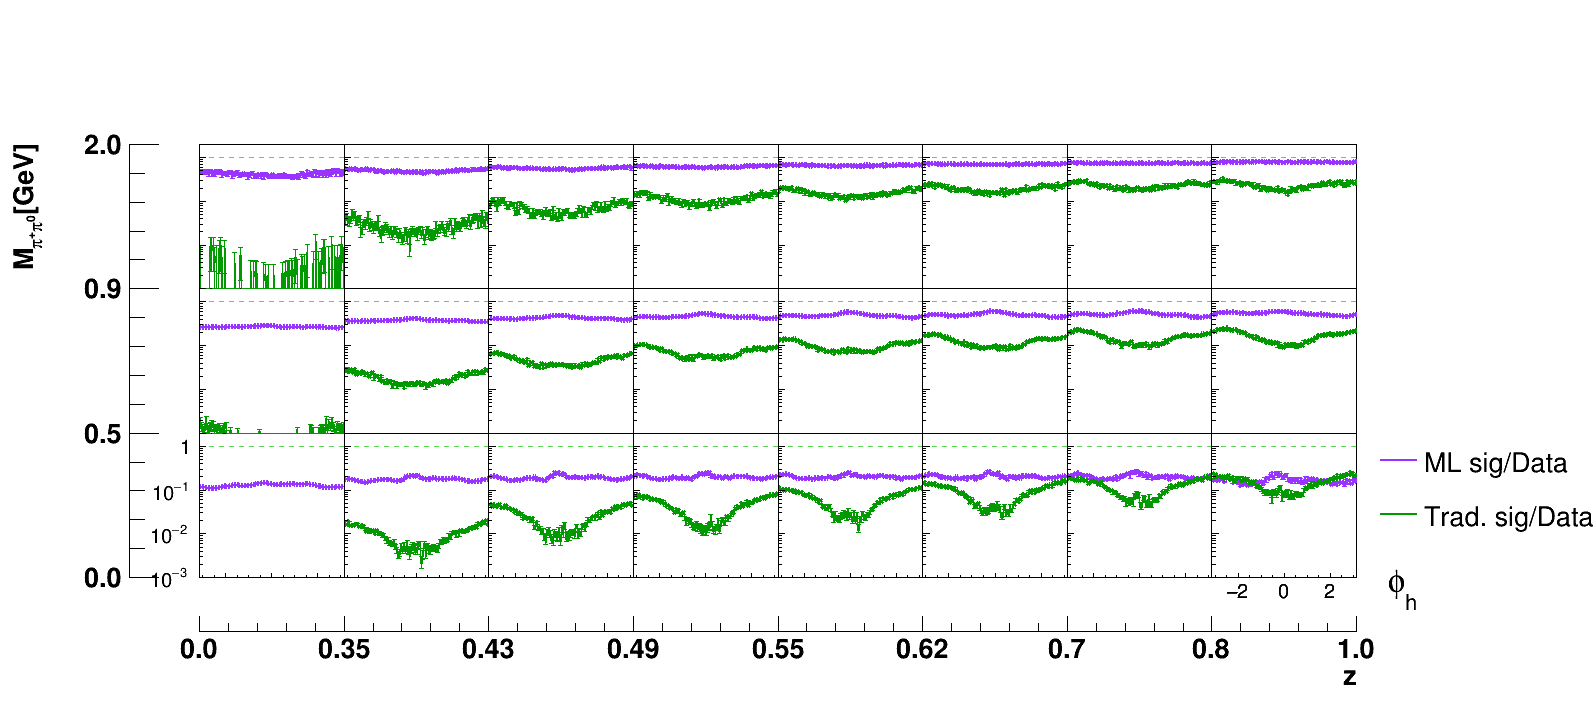 M_{π⁺π⁰}[GeV]
2.0
0.9
0.5
0.0
1
10⁻¹
10⁻²
10⁻³
ML sig/Data
Trad. sig/Data
−2 0 2
ϕ_h
0.0 0.35 0.43 0.49 0.55 0.62 0.7 0.8 1.0
z